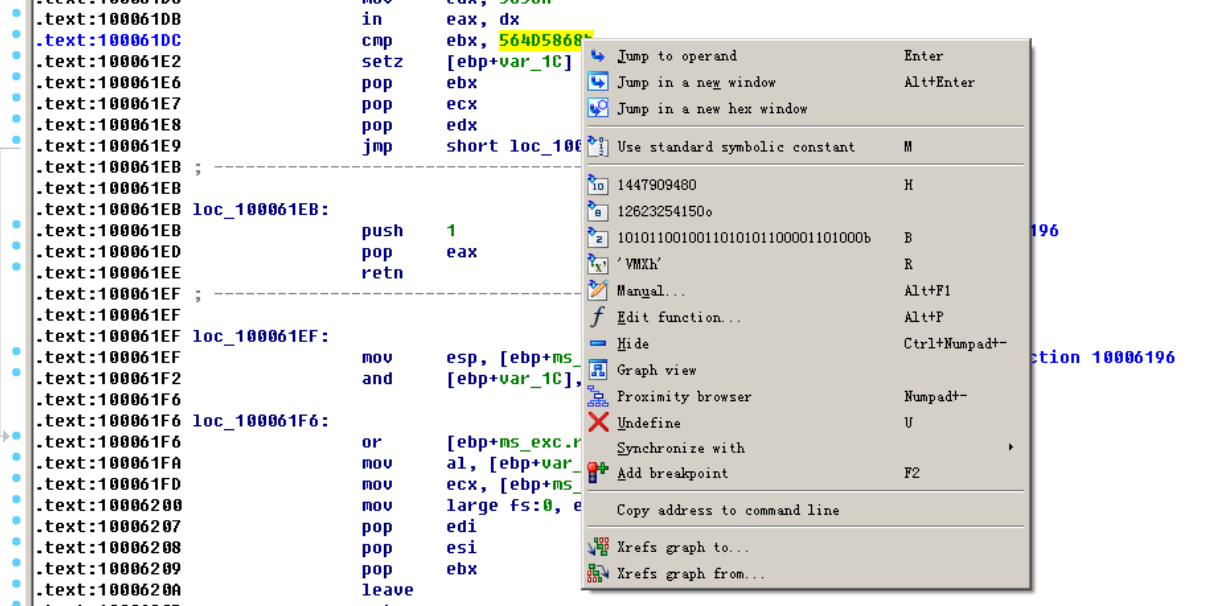 .text:100061DB in eax, dx
.text:100061DC cmp ebx, 564D5868h
.text:100061E2 setz [ebp+var_1C]
.text:100061E6 pop ebx
.text:100061E7 pop ecx
.text:100061E8 pop edx
.text:100061E9 jmp short loc_100
.text:100061EB ; ---------------------------------------
.text:100061EB
.text:100061EB loc_100061EB:
.text:100061EB push 1 196
.text:100061ED pop eax
.text:100061EE retn
.text:100061EF ; ---------------------------------------
.text:100061EF
.text:100061EF loc_100061EF:
.text:100061EF mov esp, [ebp+ms_ ction 10006196
.text:100061F2 and [ebp+var_1C],
.text:100061F6
.text:100061F6 loc_100061F6:
.text:100061F6 or [ebp+ms_exc.r
.text:100061FA mov al, [ebp+var_
.text:100061FD mov ecx, [ebp+ms_
.text:10006200 mov large fs:0, e
.text:10006207 pop edi
.text:10006208 pop esi
.text:10006209 pop ebx
.text:1000620A leave
Jump to operand Enter
Jump in a new window Alt+Enter
Jump in a new hex window
Use standard symbolic constant M
1447909480 H
12623254150o
1010110010011010101100001101000b B
'VMXh' R
Manual... Alt+F1
Edit function... Alt+P
Hide Ctrl+Numpad+-
Graph view
Proximity browser Numpad+-
Undefine U
Synchronize with
Add breakpoint F2
Copy address to command line
Xrefs graph to...
Xrefs graph from...